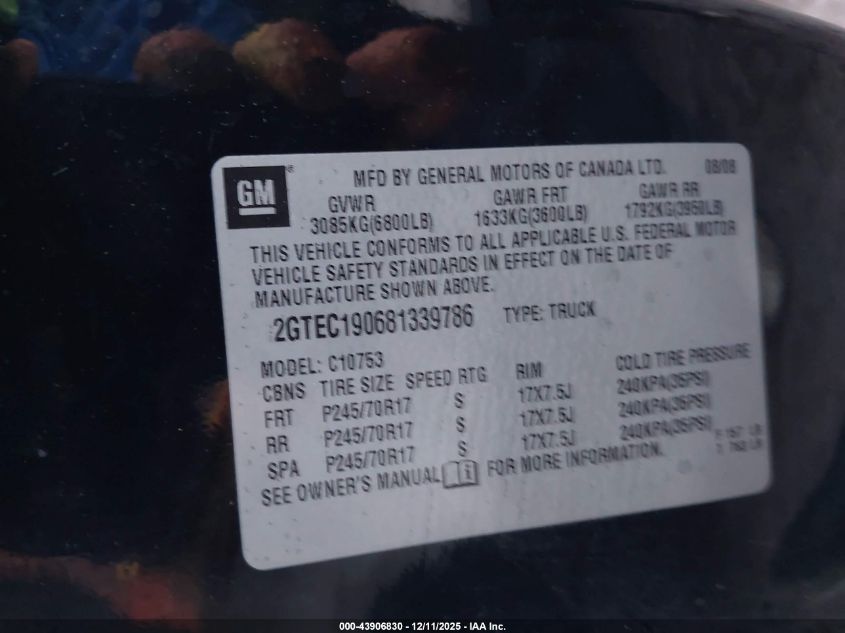 GM
MFD BY GENERAL MOTORS OF CANADA LTD. 08/08
GVWR GAWR FRT GAWR RR
3085KG(6800LB) 1633KG(3600LB) 1792KG(3950LB)
THIS VEHICLE CONFORMS TO ALL APPLICABLE U.S. FEDERAL MOTOR
VEHICLE SAFETY STANDARDS IN EFFECT ON THE DATE OF
MANUFACTURE SHOWN ABOVE.
2GTEC190681339786 TYPE: TRUCK
MODEL: C10753
CBNS TIRE SIZE SPEED RTG RIM COLD TIRE PRESSURE
FRT P245/70R17 S 17X7.5J 240KPA(35PSI)
RR P245/70R17 S 17X7.5J 240KPA(35PSI)
SPA P245/70R17 S 17X7.5J 240KPA(35PSI)
SEE OWNER'S MANUAL FOR MORE INFORMATION.
000-43906830 - 12/11/2025 - IAA Inc.